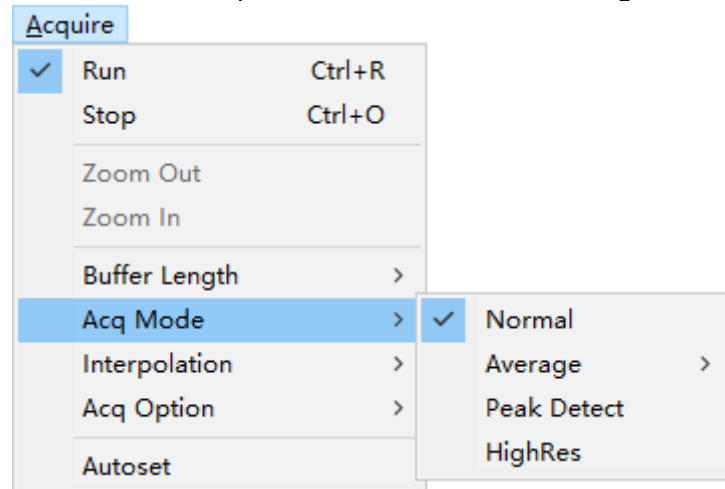 Acquire
Run Ctrl+R
Stop Ctrl+O
Zoom Out
Zoom In
Buffer Length
Acq Mode
Normal
Interpolation
Average
Acq Option
Peak Detect
HighRes
Autoset